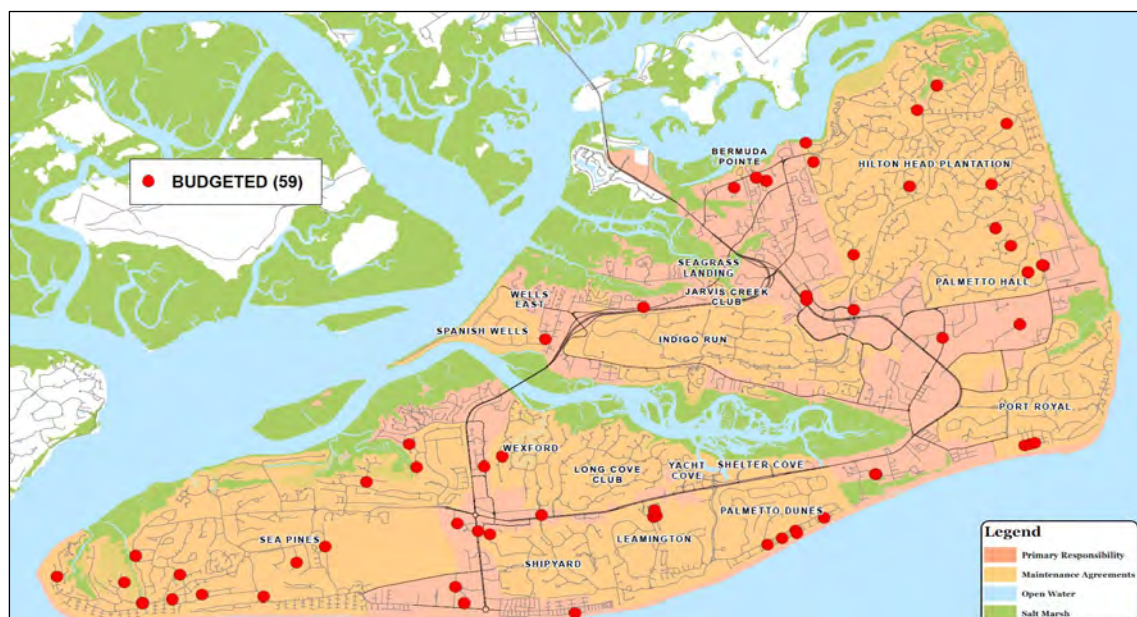 BUDGETED (59)
BERMUDA
POINTE
HILTON HEAD PLANTATION
SEAGRASS
LANDING
JARVIS CREEK
CLUB
PALMETTO HALL
WELLS
EAST
SPANISH WELLS
INDIGO RUN
PORT ROYAL
WEXFORD
LONG COVE
CLUB
YACHT
COVE
SHELTER COVE
PALMETTO DUNES
SEA PINES
LEAMINGTON
SHIPYARD
Legend
Primary Responsibility
Maintenance Agreements
Open Water
Salt Marsh